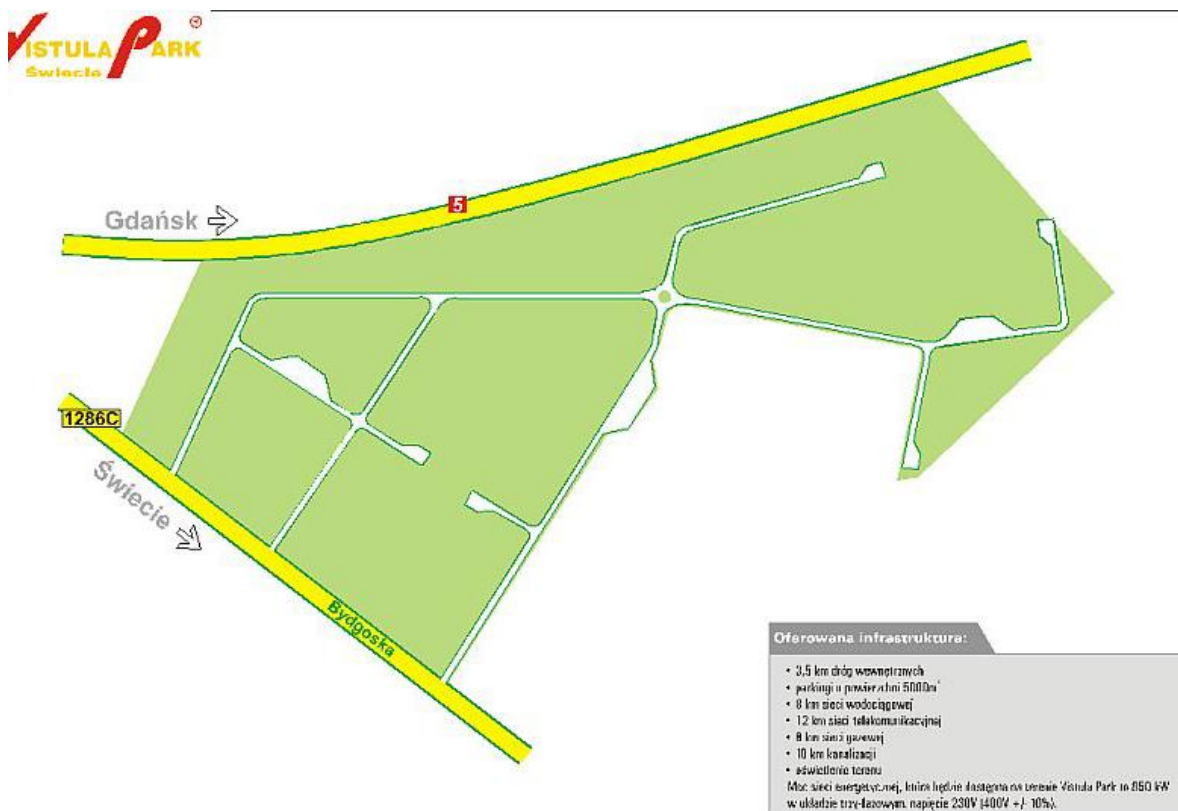 VISTULA PARK
Świecie
5
Gdańsk
1286C
Świecie
Bydgoska
Oferowana infrastruktura:
• 3,5 km dróg wewnętrznych
• parkingi o powierzchni 5000m²
• 8 km sieci wodociągowej
• 12 km sieci telekomunikacyjnej
• 8 km sieci gazowej
• 10 km kanalizacji
• oświetlenie terenu
Moc sieci energetycznej, która będzie dostępna na terenie Vistula Park to 850 kW
w układzie trzy-fazowym, napięcie 230V (400V +/- 10%).